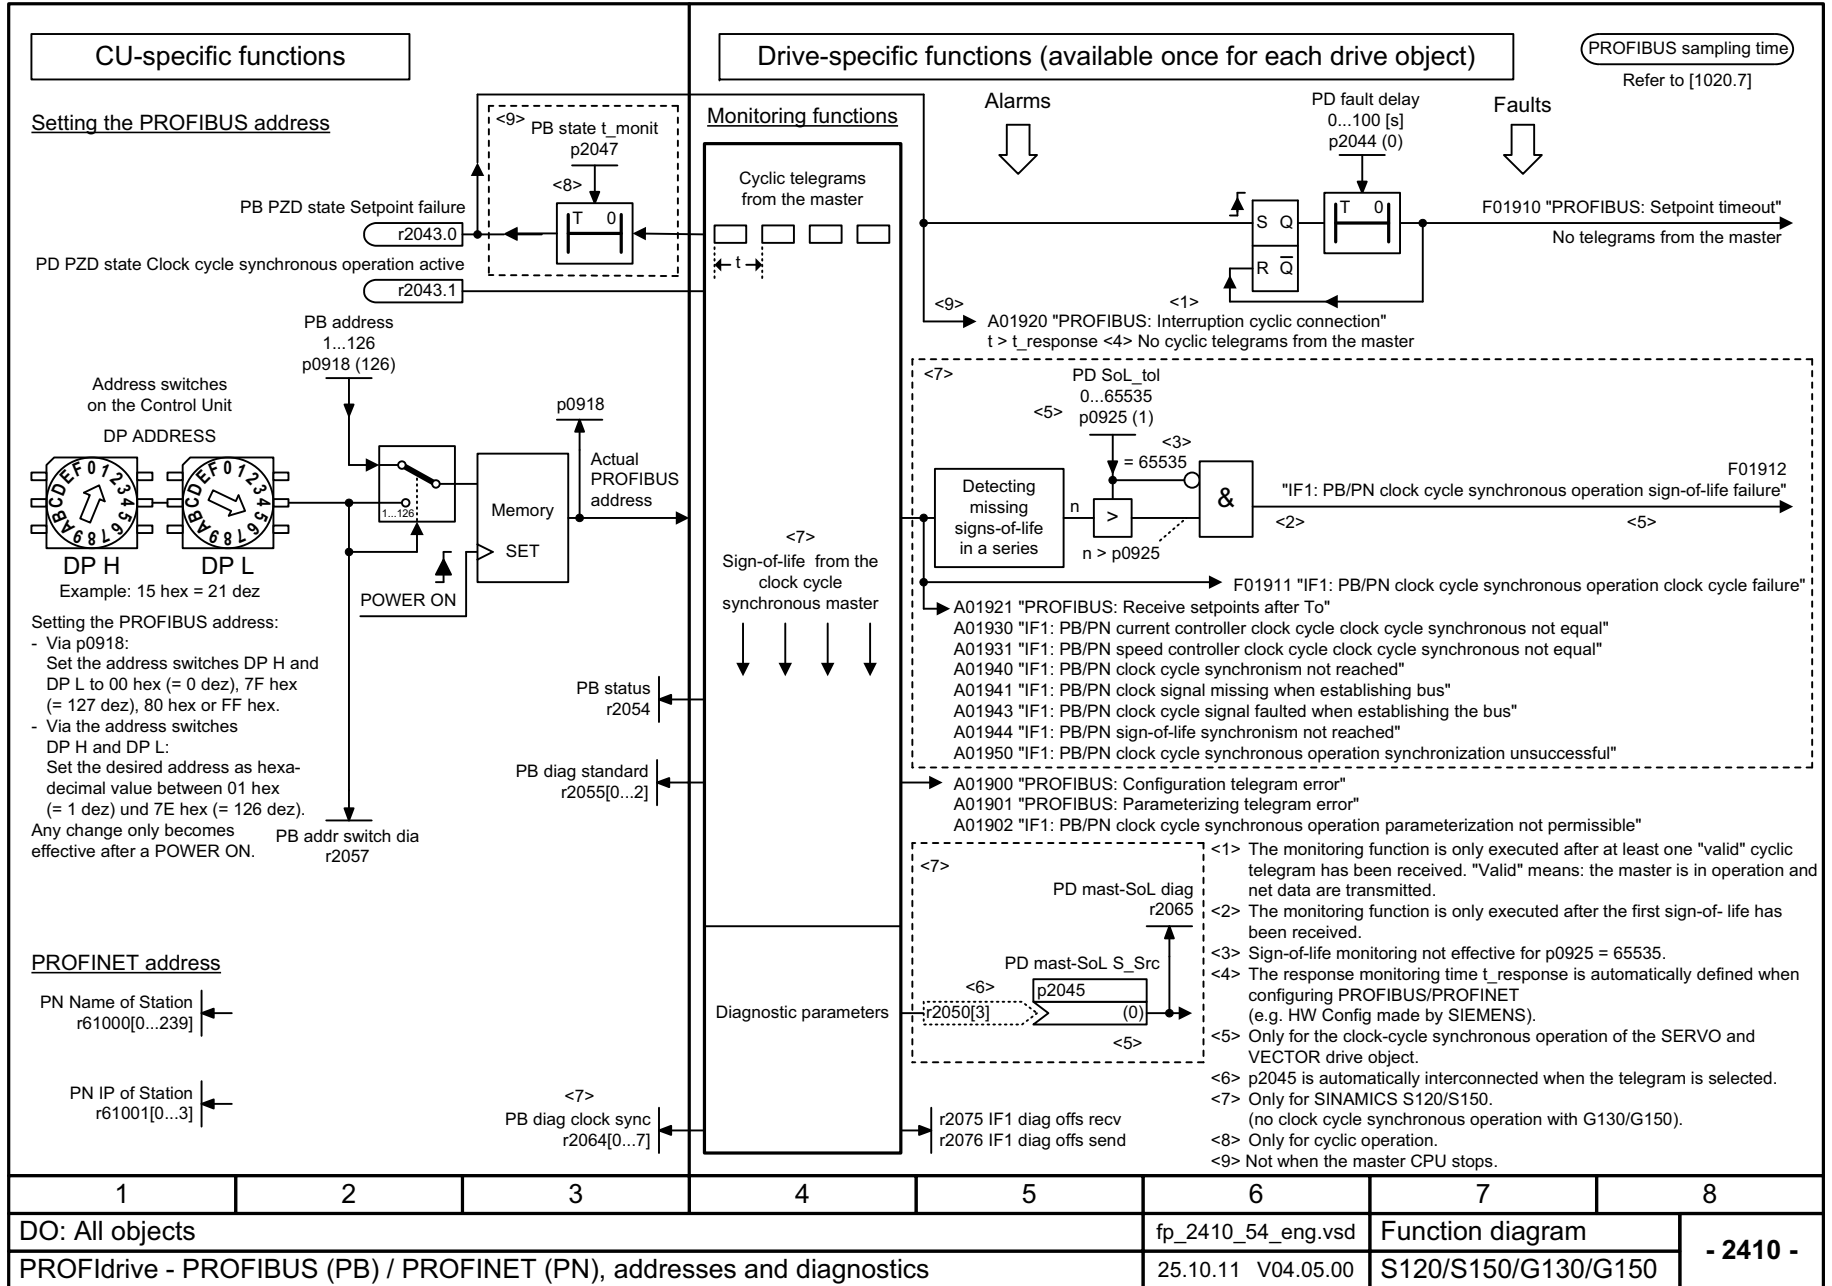 CU-specific functions
Drive-specific functions (available once for each drive object)
PROFIBUS sampling time
Refer to [1020.7]
Setting the PROFIBUS address
<9>
PB state t_monit
p2047
<8>
T 0
PB PZD state Setpoint failure
r2043.0
PD PZD state Clock cycle synchronous operation active
r2043.1
PB address
1...126
p0918 (126)
Address switches
on the Control Unit
DP ADDRESS
0 1 2 3 4 5 6 7 8 9 A B C D E F
0 1 2 3 4 5 6 7 8 9 A B C D E F
DP H
DP L
Example: 15 hex = 21 dez
1...126
p0918
Actual
PROFIBUS
address
Memory
SET
POWER ON
Setting the PROFIBUS address:
- Via p0918:
Set the address switches DP H and
DP L to 00 hex (= 0 dez), 7F hex
(= 127 dez), 80 hex or FF hex.
- Via the address switches
DP H and DP L:
Set the desired address as hexa-
decimal value between 01 hex
(= 1 dez) und 7E hex (= 126 dez).
Any change only becomes
effective after a POWER ON.
PB addr switch dia
r2057
PB status
r2054
PB diag standard
r2055[0...2]
PROFINET address
PN Name of Station
r61000[0...239]
PN IP of Station
r61001[0...3]
<7>
PB diag clock sync
r2064[0...7]
Monitoring functions
Cyclic telegrams
from the master
t
<7>
Sign-of-life from the
clock cycle
synchronous master
Diagnostic parameters
Alarms
PD fault delay
0...100 [s]
p2044 (0)
Faults
S Q
R Q̅
T 0
<1>
F01910 "PROFIBUS: Setpoint timeout"
No telegrams from the master
<9>
A01920 "PROFIBUS: Interruption cyclic connection"
t > t_response <4> No cyclic telegrams from the master
<7>
PD SoL_tol
0...65535
<5> p0925 (1)
<3>
= 65535
Detecting
missing
signs-of-life
in a series
n
>
n > p0925
&
F01912
"IF1: PB/PN clock cycle synchronous operation sign-of-life failure"
<2>
<5>
F01911 "IF1: PB/PN clock cycle synchronous operation clock cycle failure"
A01921 "PROFIBUS: Receive setpoints after To"
A01930 "IF1: PB/PN current controller clock cycle clock cycle synchronous not equal"
A01931 "IF1: PB/PN speed controller clock cycle clock cycle synchronous not equal"
A01940 "IF1: PB/PN clock cycle synchronism not reached"
A01941 "IF1: PB/PN clock signal missing when establishing bus"
A01943 "IF1: PB/PN clock cycle signal faulted when establishing the bus"
A01944 "IF1: PB/PN sign-of-life synchronism not reached"
A01950 "IF1: PB/PN clock cycle synchronous operation synchronization unsuccessful"
A01900 "PROFIBUS: Configuration telegram error"
A01901 "PROFIBUS: Parameterizing telegram error"
A01902 "IF1: PB/PN clock cycle synchronous operation parameterization not permissible"
<7>
PD mast-SoL diag
r2065
PD mast-SoL S_Src
<6>
p2045
r2050[3]
(0)
<5>
r2075 IF1 diag offs recv
r2076 IF1 diag offs send
<1> The monitoring function is only executed after at least one "valid" cyclic
telegram has been received. "Valid" means: the master is in operation and
net data are transmitted.
<2> The monitoring function is only executed after the first sign-of- life has
been received.
<3> Sign-of-life monitoring not effective for p0925 = 65535.
<4> The response monitoring time t_response is automatically defined when
configuring PROFIBUS/PROFINET
(e.g. HW Config made by SIEMENS).
<5> Only for the clock-cycle synchronous operation of the SERVO and
VECTOR drive object.
<6> p2045 is automatically interconnected when the telegram is selected.
<7> Only for SINAMICS S120/S150.
(no clock cycle synchronous operation with G130/G150).
<8> Only for cyclic operation.
<9> Not when the master CPU stops.
1 2 3 4 5 6 7 8
DO: All objects
fp_2410_54_eng.vsd
Function diagram
- 2410 -
PROFIdrive - PROFIBUS (PB) / PROFINET (PN), addresses and diagnostics
25.10.11 V04.05.00
S120/S150/G130/G150